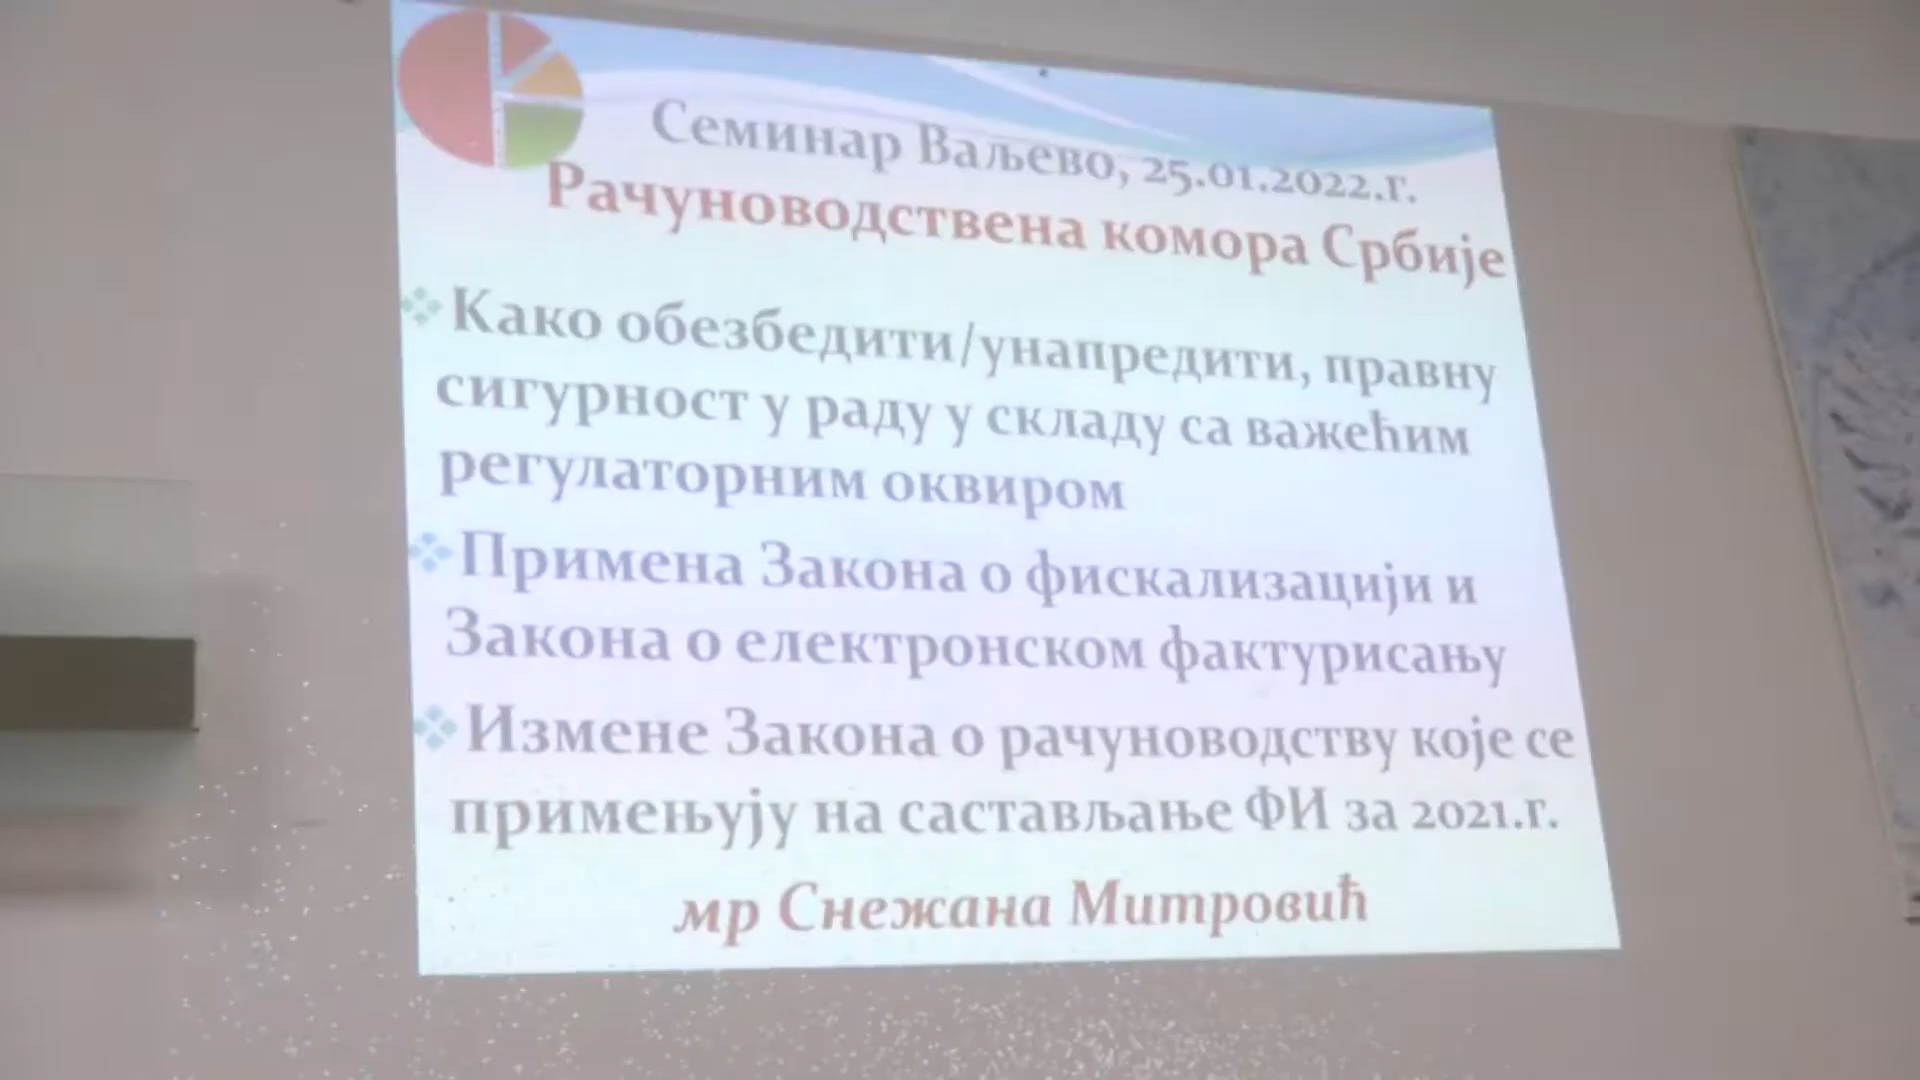 Семинар Ваљево, 25.01.2022.г.
Рачуноводствена комора Србије
Како обезбедити/унапредити, правну
сигурност у раду у складу са важећим
регулаторним оквиром
Примена Закона о фискализацији и
Закона о електронском фактурисању
Измене Закона о рачуноводству које се
примењују на састављање ФИ за 2021.г.
мр Снежана Митровић